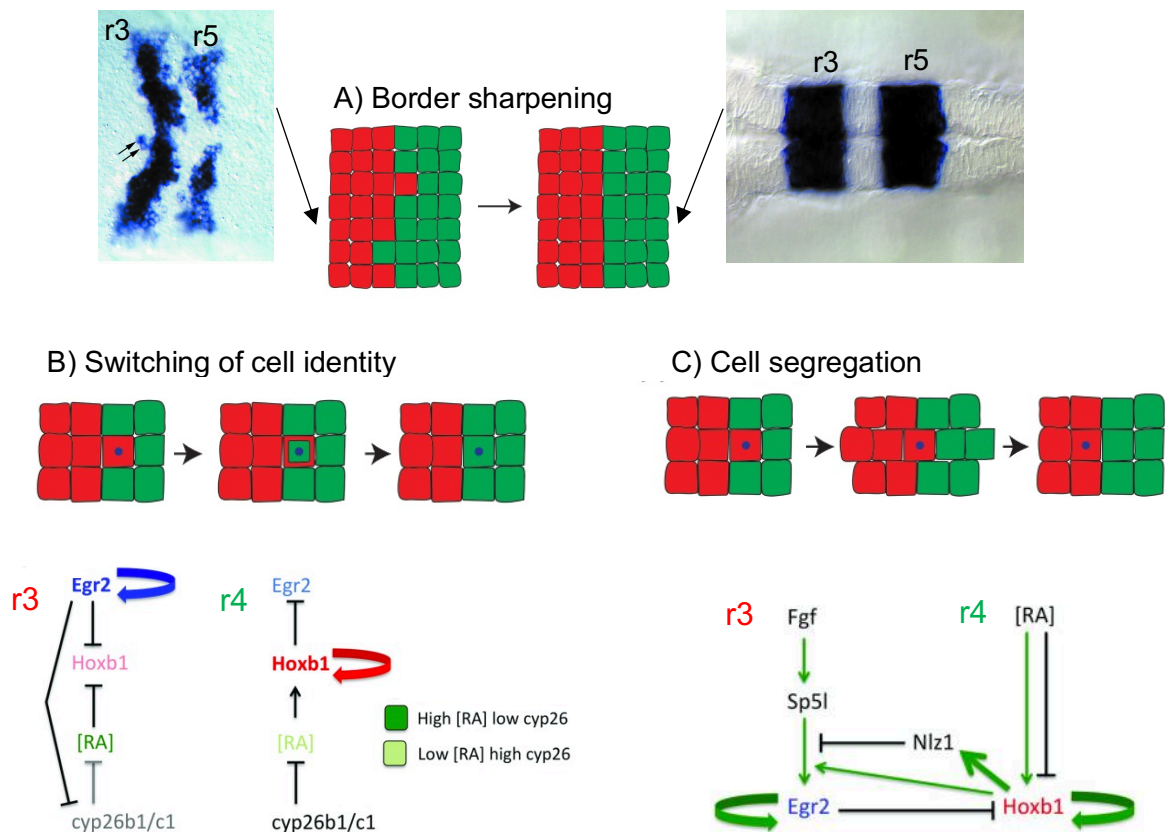 r3 r5
r3 r5
A) Border sharpening
B) Switching of cell identity
C) Cell segregation
r3
Egr2
Hoxb1
[RA]
cyp26b1/c1
r4
Egr2
Hoxb1
[RA]
cyp26b1/c1
High [RA] low cyp26
Low [RA] high cyp26
r3
Fgf
r4
[RA]
Sp5l
Nlz1
Egr2
Hoxb1